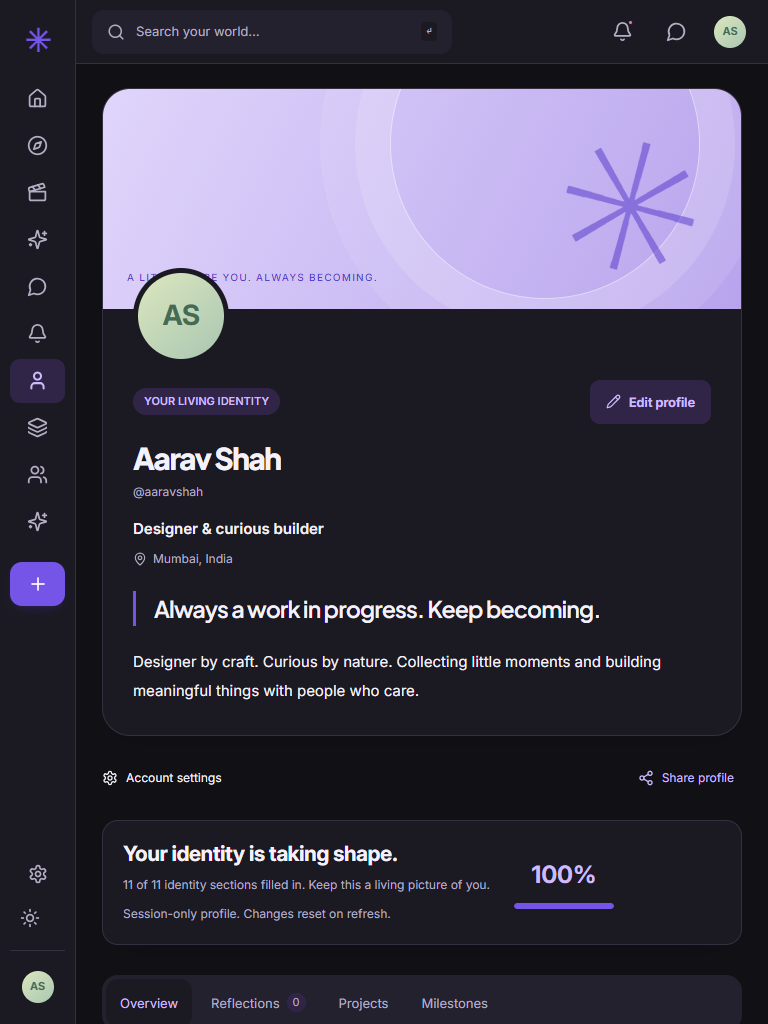 Search your world...
AS
A LIT RE YOU. ALWAYS BECOMING.
AS
YOUR LIVING IDENTITY
Edit profile
Aarav Shah
@aaravshah
Designer & curious builder
Mumbai, India
Always a work in progress. Keep becoming.
Designer by craft. Curious by nature. Collecting little moments and building
meaningful things with people who care.
Account settings
Share profile
Your identity is taking shape.
11 of 11 identity sections filled in. Keep this a living picture of you.
Session-only profile. Changes reset on refresh.
100%
AS
Overview Reflections 0 Projects Milestones